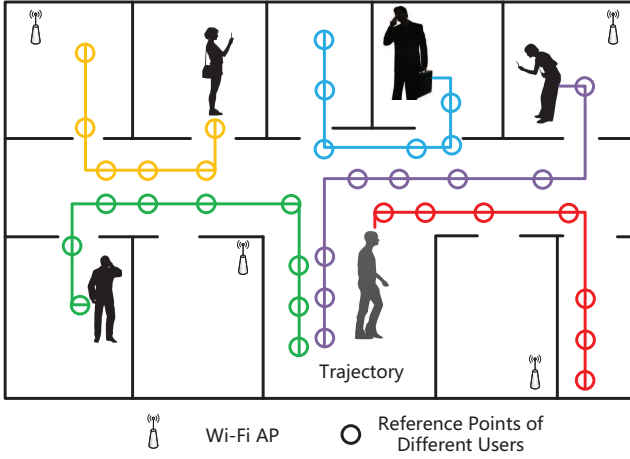 Trajectory
Wi-Fi AP
Reference Points of
Different Users